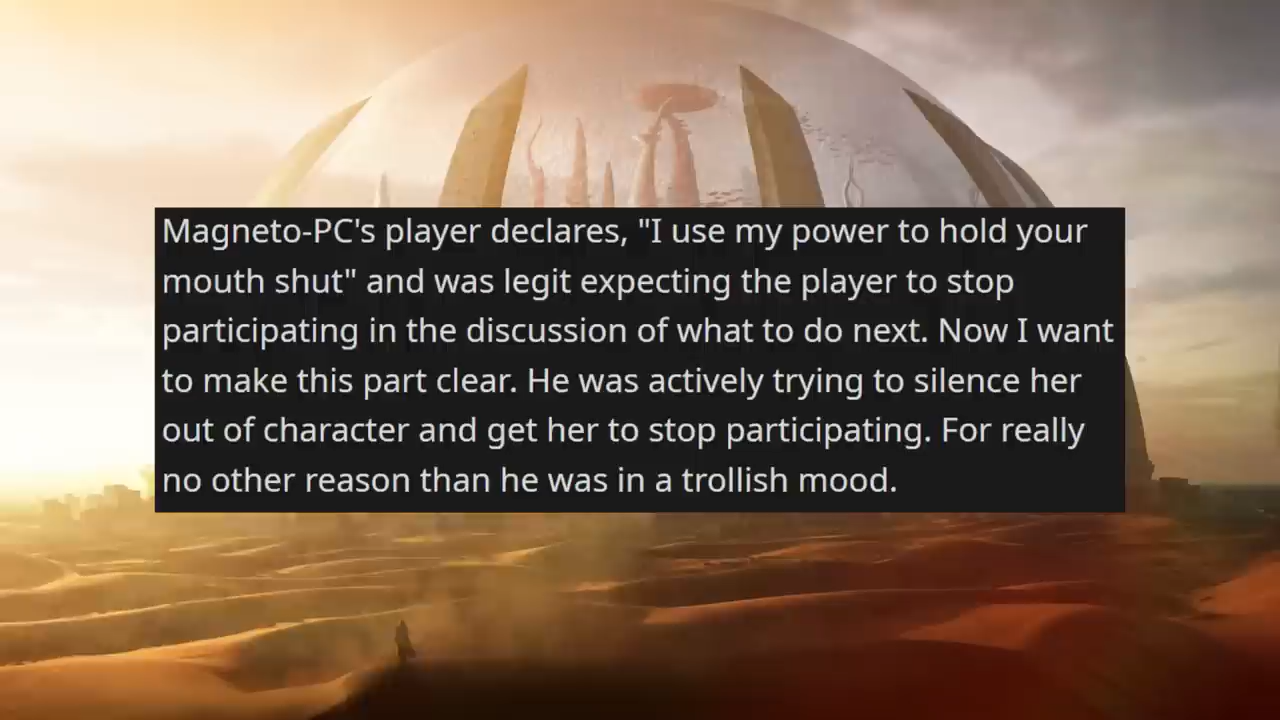 Magneto-PC's player declares, "I use my power to hold your
mouth shut" and was legit expecting the player to stop
participating in the discussion of what to do next. Now I want
to make this part clear. He was actively trying to silence her
out of character and get her to stop participating. For really
no other reason than he was in a trollish mood.